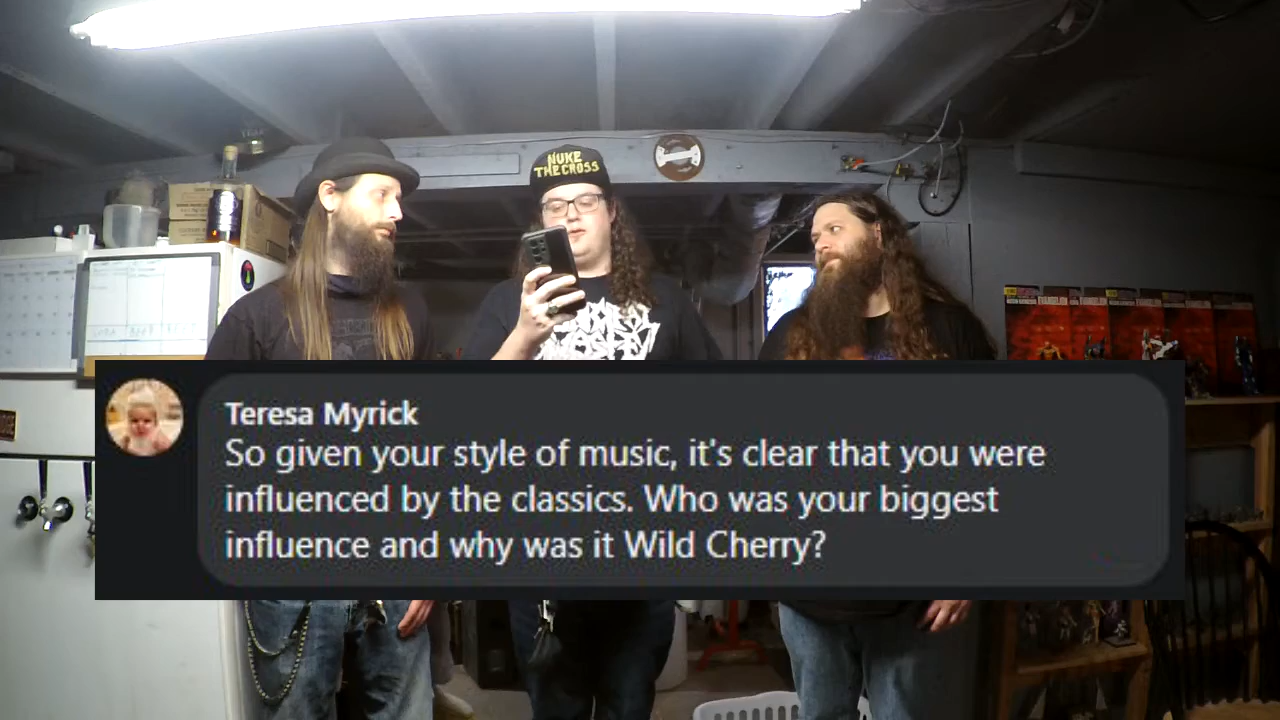 NUKE
THE CROSS
Teresa Myrick
So given your style of music, it's clear that you were
influenced by the classics. Who was your biggest
influence and why was it Wild Cherry?